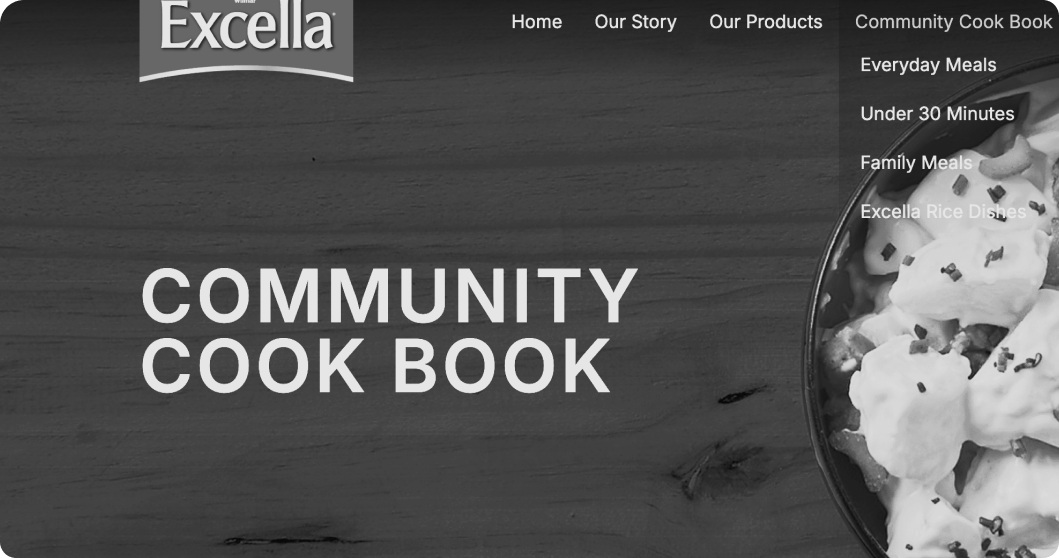 Excella
Home Our Story Our Products Community Cook Book
Everyday Meals
Under 30 Minutes
Family Meals
Excella Rice Dishes
COMMUNITY
COOK BOOK